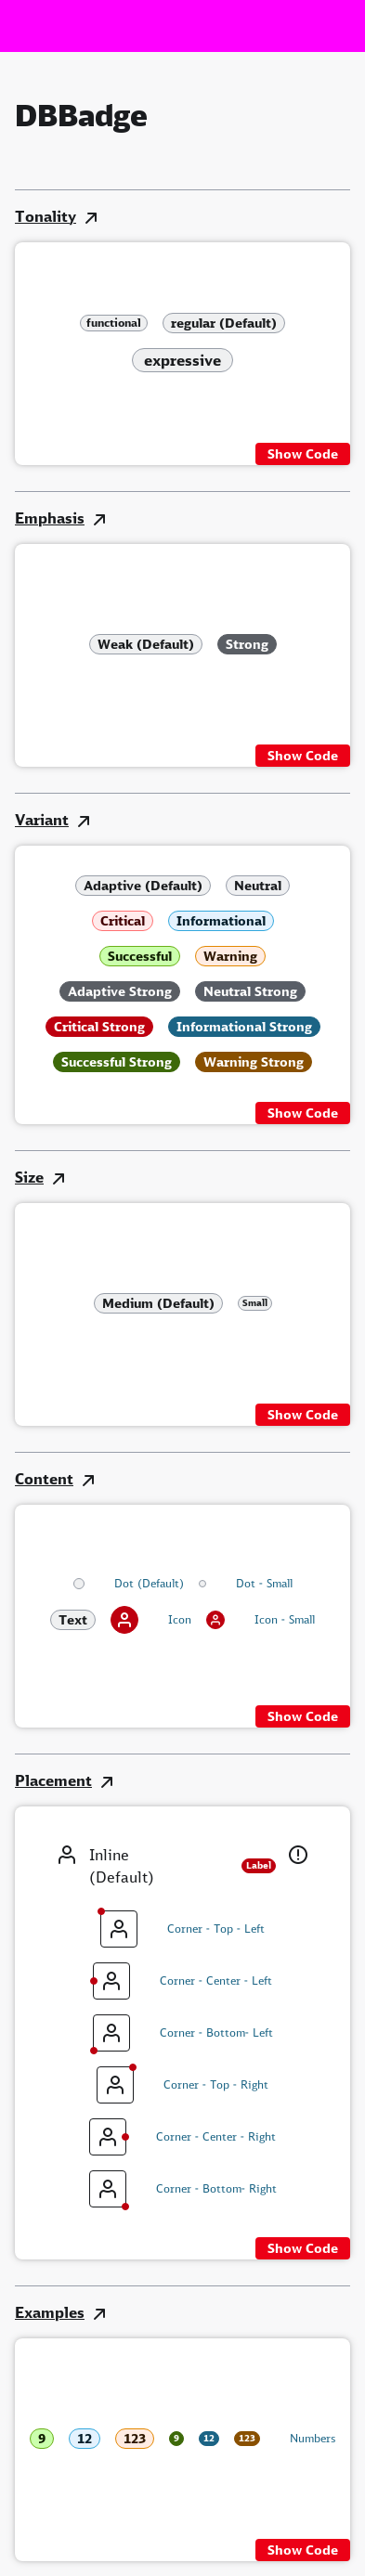 DBBadge
Tonality
functional regular (Default)
expressive
Show Code
Emphasis
Weak (Default) Strong
Show Code
Variant
Adaptive (Default) Neutral
Critical Informational
Successful Warning
Adaptive Strong Neutral Strong
Critical Strong Informational Strong
Successful Strong Warning Strong
Show Code
Size
Medium (Default) Small
Show Code
Content
Dot (Default) Dot - Small
Text Icon Icon - Small
Show Code
Placement
Inline
(Default) Label
Corner - Top - Left
Corner - Center - Left
Corner - Bottom- Left
Corner - Top - Right
Corner - Center - Right
Corner - Bottom- Right
Show Code
Examples
9 12 123 9 12 123 Numbers
Show Code